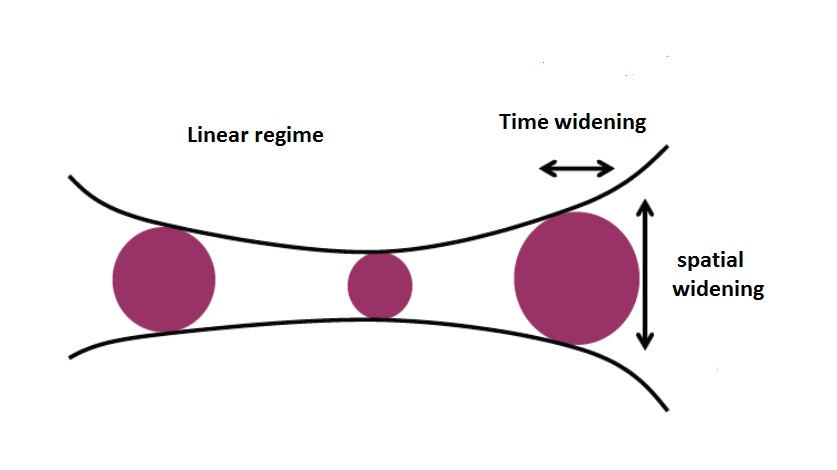 Linear regime
Time widening
spatial
widening